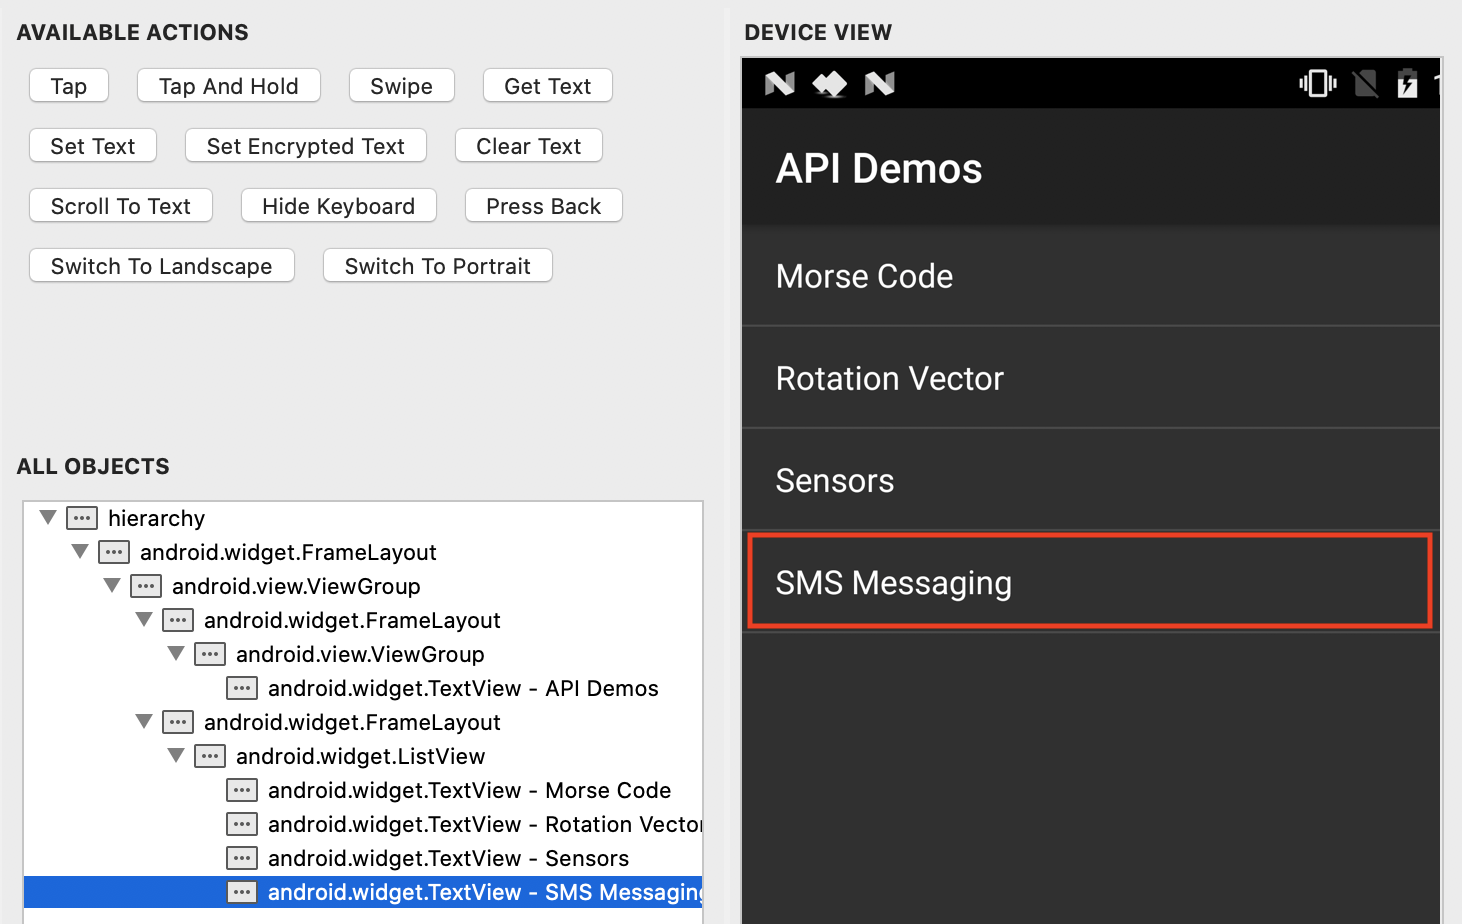 AVAILABLE ACTIONS
Tap
Tap And Hold
Swipe
Get Text
Set Text
Set Encrypted Text
Clear Text
Scroll To Text
Hide Keyboard
Press Back
Switch To Landscape
Switch To Portrait
ALL OBJECTS
hierarchy
android.widget.FrameLayout
android.view.ViewGroup
android.widget.FrameLayout
android.view.ViewGroup
android.widget.TextView - API Demos
android.widget.FrameLayout
android.widget.ListView
android.widget.TextView - Morse Code
android.widget.TextView - Rotation Vector
android.widget.TextView - Sensors
android.widget.TextView - SMS Messaging
DEVICE VIEW
API Demos
Morse Code
Rotation Vector
Sensors
SMS Messaging